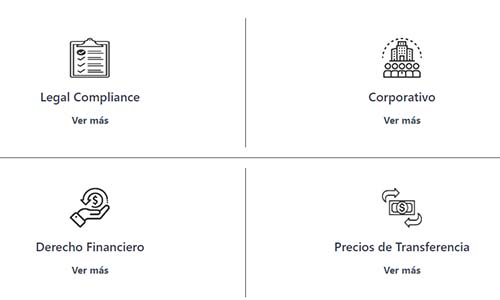 Legal Compliance
Ver más
Corporativo
Ver más
Derecho Financiero
Ver más
Precios de Transferencia
Ver más